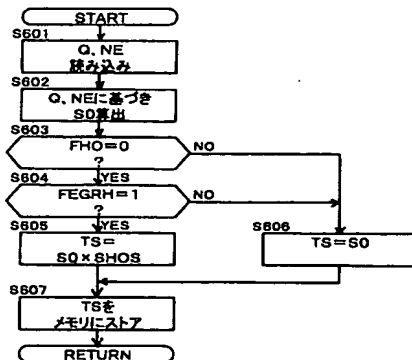 START
S601
Q、NE
読み込み
S602
Q、NEに基づき
S0算出
S603
FHO=0
?
NO
YES
S604
FEGRH=1
?
NO
YES
S605
TS=
S0×SHOS
S606
TS=S0
S607
TSを
メモリにストア
RETURN